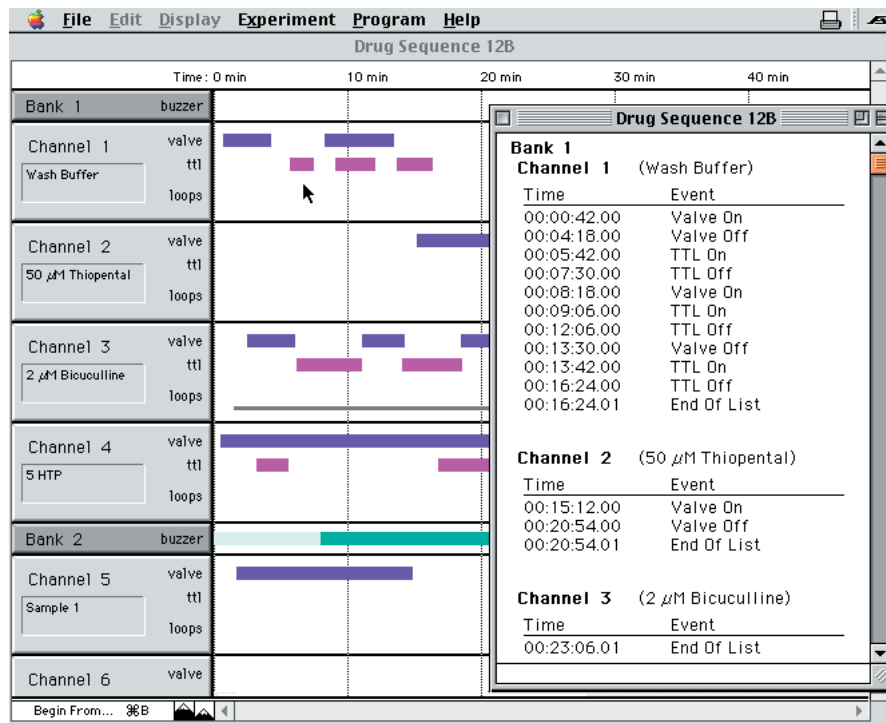 File Edit Display Experiment Program Help
Drug Sequence 12B
Time: 0 min 10 min 20 min 30 min 40 min
Bank 1 buzzer
Channel 1 valve
Wash Buffer ttl
loops
Channel 2 valve
50 µM Thiopental ttl
loops
Channel 3 valve
2 µM Bicuculline ttl
loops
Channel 4 valve
5 HTP ttl
loops
Bank 2 buzzer
Channel 5 valve
Sample 1 ttl
loops
Channel 6 valve
Begin From... ⌘B
Drug Sequence 12B
Bank 1
Channel 1 (Wash Buffer)
Time Event
00:00:42.00 Valve On
00:04:18.00 Valve Off
00:05:42.00 TTL On
00:07:30.00 TTL Off
00:08:18.00 Valve On
00:09:06.00 TTL On
00:12:06.00 TTL Off
00:13:30.00 Valve Off
00:13:42.00 TTL On
00:16:24.00 TTL Off
00:16:24.01 End Of List
Channel 2 (50 µM Thiopental)
Time Event
00:15:12.00 Valve On
00:20:54.00 Valve Off
00:20:54.01 End Of List
Channel 3 (2 µM Bicuculline)
Time Event
00:23:06.01 End Of List